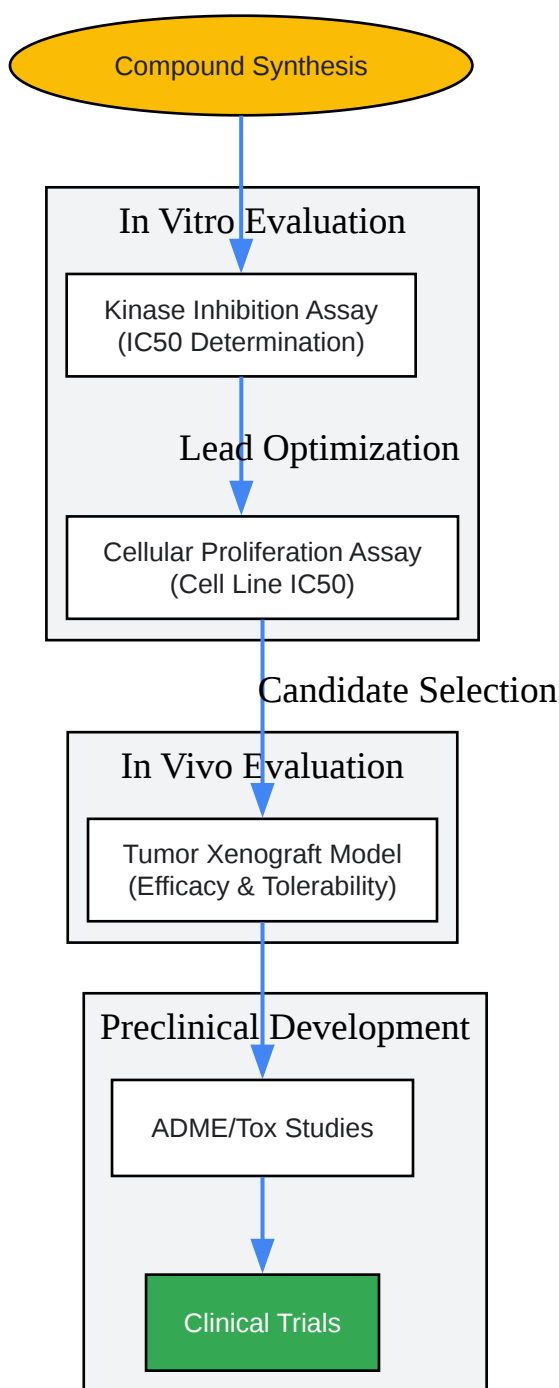 Compound Synthesis
In Vitro Evaluation
Kinase Inhibition Assay
(IC50 Determination)
Lead Optimization
Cellular Proliferation Assay
(Cell Line IC50)
Candidate Selection
In Vivo Evaluation
Tumor Xenograft Model
(Efficacy & Tolerability)
Preclinical Development
ADME/Tox Studies
Clinical Trials